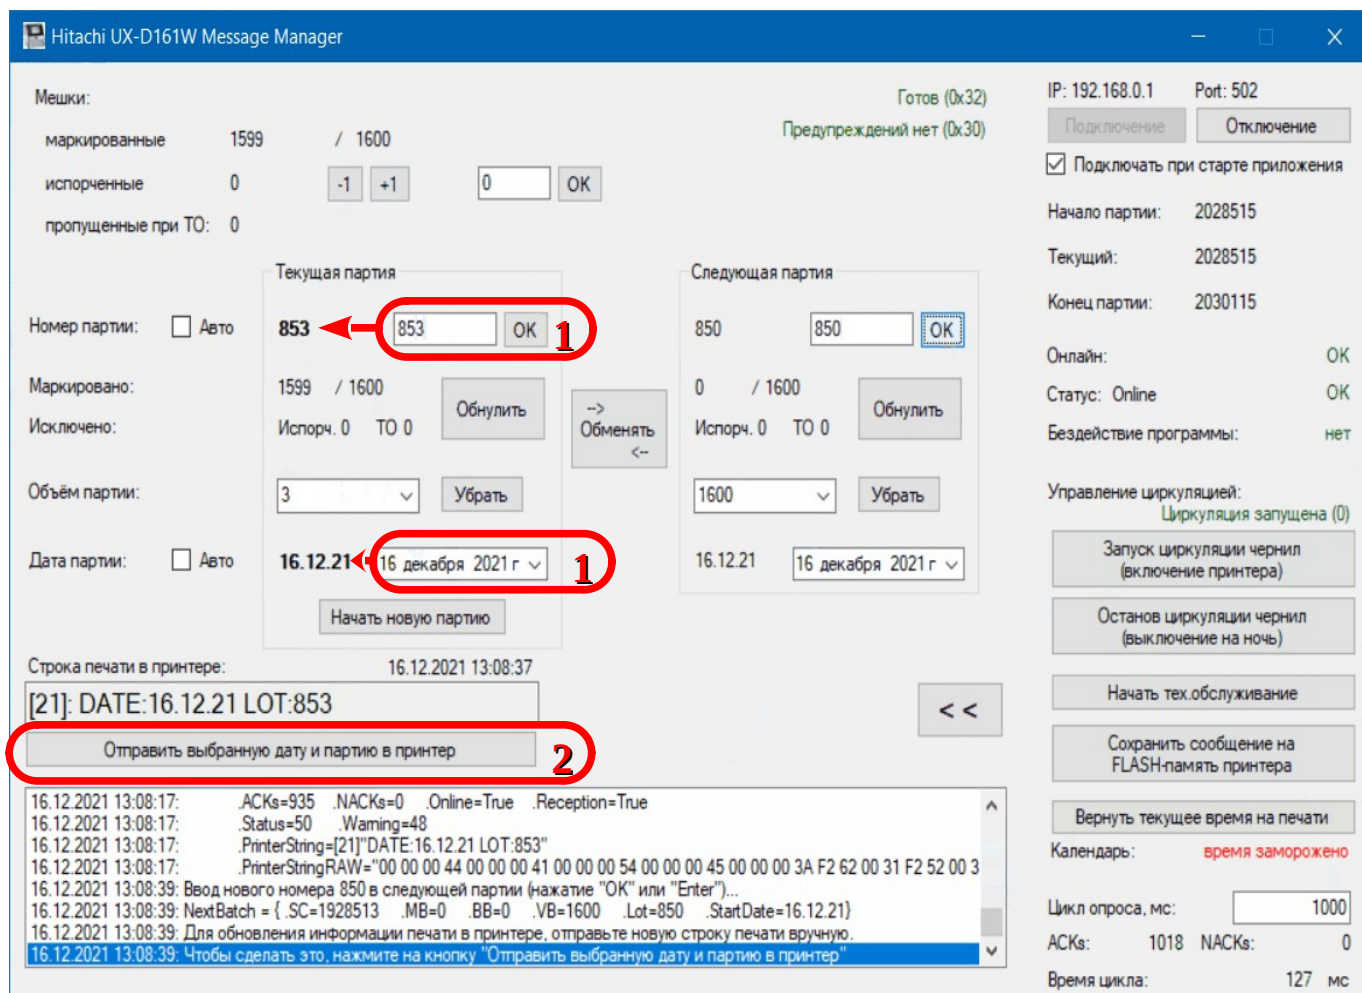 Hitachi UX-D161W Message Manager
Мешки:
Готов (0x32)
IP: 192.168.0.1 Port: 502
маркированные 1599 / 1600
Предупреждений нет (0x30)
Подключение Отключение
Подключать при старте приложения
испорченные 0 -1 +1 0 OK
пропущенные при ТО: 0
Начало партии: 2028515
Текущий: 2028515
Конец партии: 2030115
Текущая партия Следующая партия
Номер партии: Авто 853 853 OK 1 850 850 OK
Онлайн: OK
Маркировано: 1599 / 1600 Обнулить 0 / 1600 Обнулить
Статус: Online OK
--> Обменять <--
Исключено: Испорч. 0 ТО 0 Испорч. 0 ТО 0
Бездействие программы: нет
Объём партии: 3 Убрать 1600 Убрать
Управление циркуляцией:
Циркуляция запущена (0)
Дата партии: Авто 16.12.21 16 декабря 2021 г 1 16.12.21 16 декабря 2021 г
Запуск циркуляции чернил
(включение принтера)
Начать новую партию
Останов циркуляции чернил
(выключение на ночь)
Строка печати в принтере: 16.12.2021 13:08:37
[21]: DATE:16.12.21 LOT:853
<<
Начать тех.обслуживание
Отправить выбранную дату и партию в принтер 2
Сохранить сообщение на
FLASH-память принтера
16.12.2021 13:08:17: .ACKs=935 .NACKs=0 .Online=True .Reception=True
16.12.2021 13:08:17: .Status=50 .Warning=48
16.12.2021 13:08:17: .PrinterString=[21]"DATE:16.12.21 LOT:853"
16.12.2021 13:08:17: .PrinterStringRAW="00 00 00 44 00 00 00 41 00 00 00 54 00 00 00 45 00 00 00 3A F2 62 00 31 F2 52 00 3
16.12.2021 13:08:39: Ввод нового номера 850 в следующей партии (нажатие "OK" или "Enter")...
16.12.2021 13:08:39: NextBatch = { .SC=1928513 .MB=0 .BB=0 .VB=1600 .Lot=850 .StartDate=16.12.21}
16.12.2021 13:08:39: Для обновления информации печати в принтере, отправьте новую строку печати вручную.
16.12.2021 13:08:39: Чтобы сделать это, нажмите на кнопку "Отправить выбранную дату и партию в принтер"
Вернуть текущее время на печати
Календарь: время заморожено
Цикл опроса, мс: 1000
ACKs: 1018 NACKs: 0
Время цикла: 127 мс